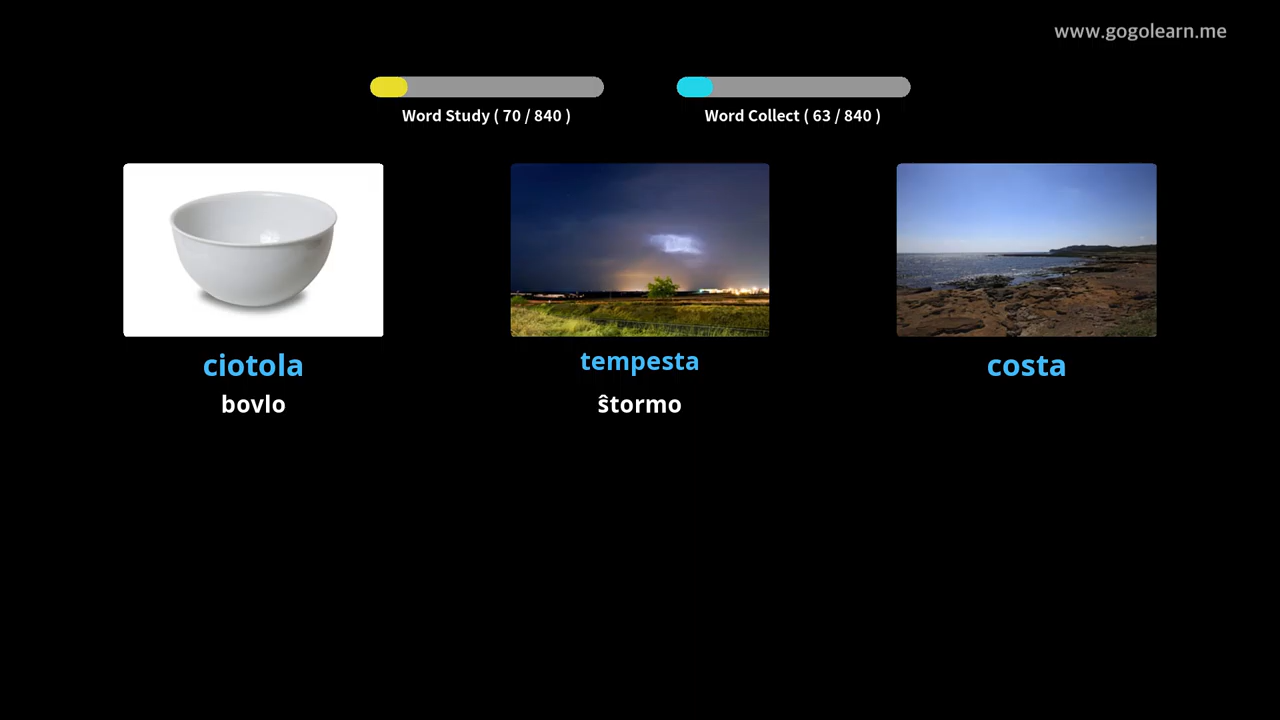 www.gogolearn.me
Word Study ( 70 / 840 )
Word Collect ( 63 / 840 )
ciotola
tempesta
costa
bovlo
ŝtormo